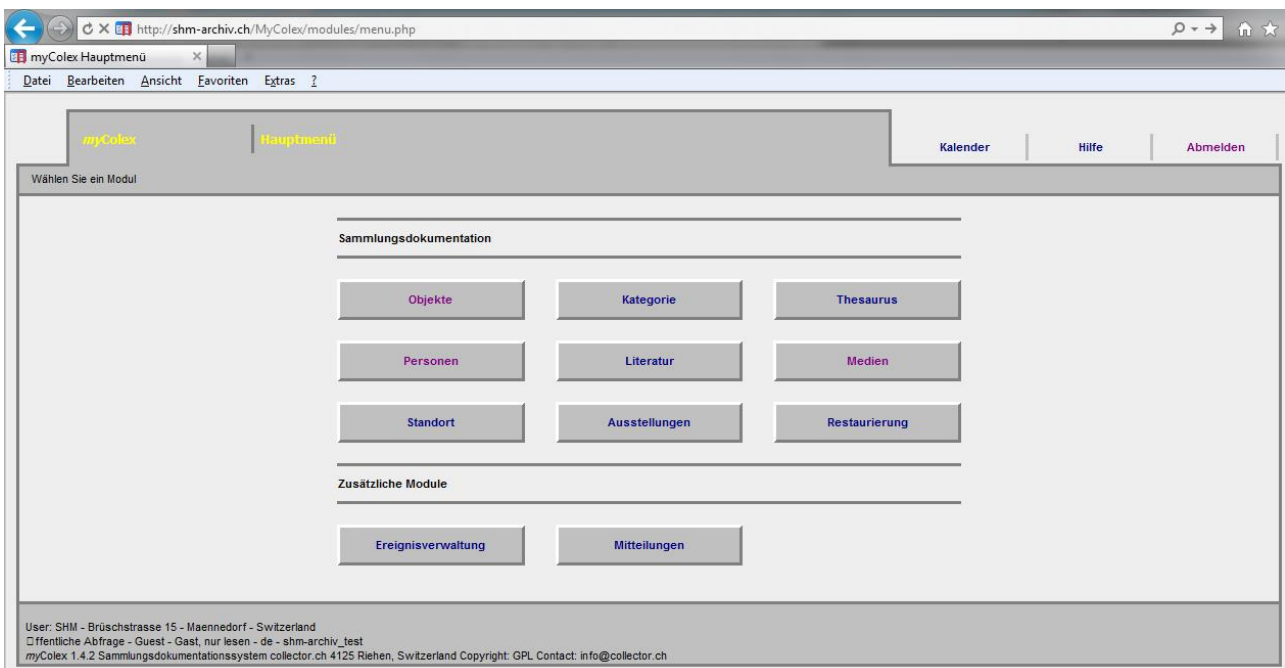 http://shm-archiv.ch/MyColex/modules/menu.php
myColex Hauptmenü
Datei Bearbeiten Ansicht Favoriten Extras ?
myColex Hauptmenü
Kalender Hilfe Abmelden
Wählen Sie ein Modul
Sammlungsdokumentation
Objekte Kategorie Thesaurus
Personen Literatur Medien
Standort Ausstellungen Restaurierung
Zusätzliche Module
Ereignisverwaltung Mitteilungen
User: SHM - Brüschstrasse 15 - Maennedorf - Switzerland
□ffentliche Abfrage - Guest - Gast, nur lesen - de - shm-archiv_test
myColex 1.4.2 Sammlungsdokumentationssystem collector.ch 4125 Riehen, Switzerland Copyright: GPL Contact: info@collector.ch